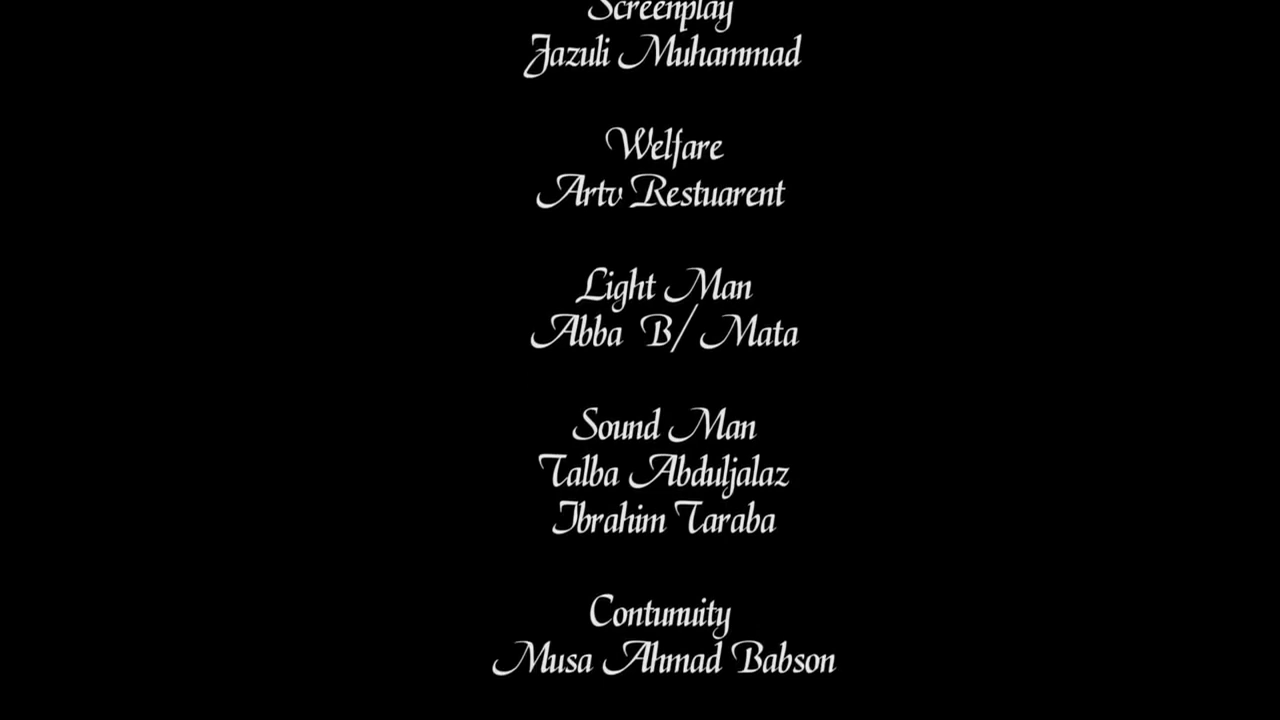 Screenplay
Jazuli Muhammad
Welfare
Artv Restuarent
Light Man
Abba B/ Mata
Sound Man
Talba Abduljalaz
Ibrahim Taraba
Contunuity
Musa Ahmad Babson